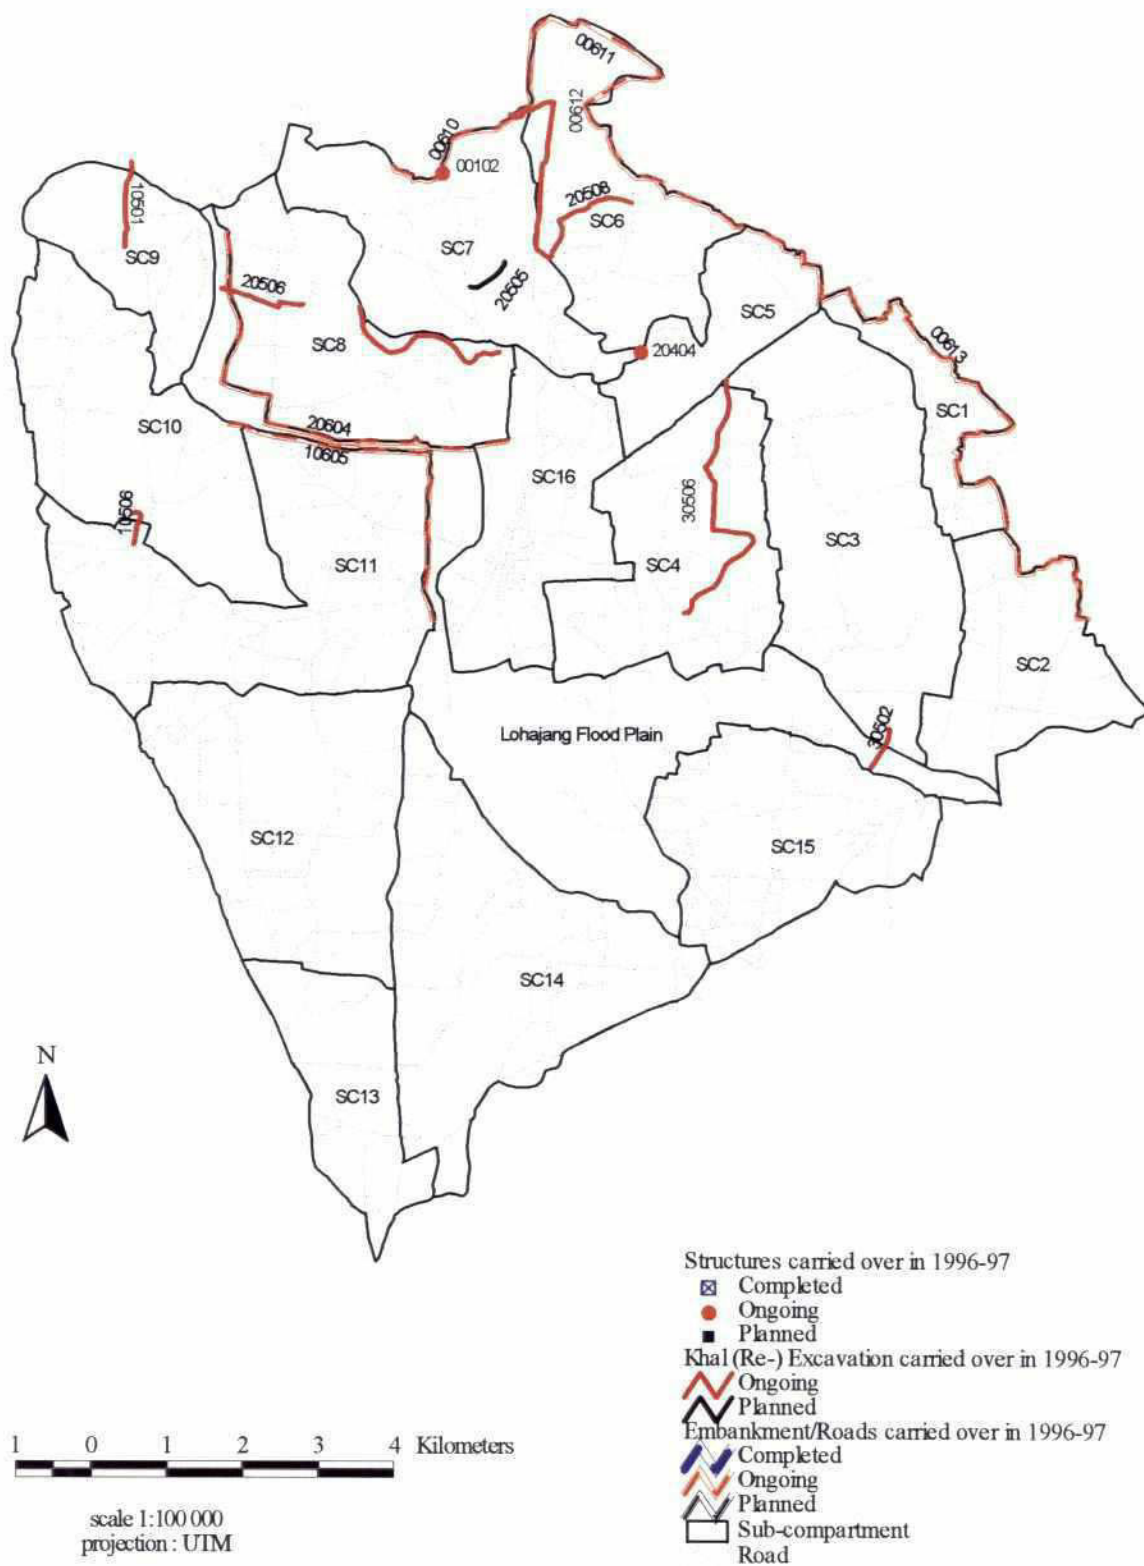 00611
00612
00610
00102
10501
20508
SC6
SC9
SC7
20505
20506
SC5
SC8
20404
00613
SC1
SC10
20604
10605
SC16
30506
10506
SC3
SC11
SC4
SC2
30502
Lohajang Flood Plain
SC12
SC15
SC14
N
SC13
Structures carried over in 1996-97
Completed
Ongoing
Planned
Khal (Re-) Excavation carried over in 1996-97
Ongoing
Planned
Embankment/Roads carried over in 1996-97
Completed
Ongoing
Planned
Sub-compartment
Road
1 0 1 2 3 4 Kilometers
scale 1:100 000
projection : UTM